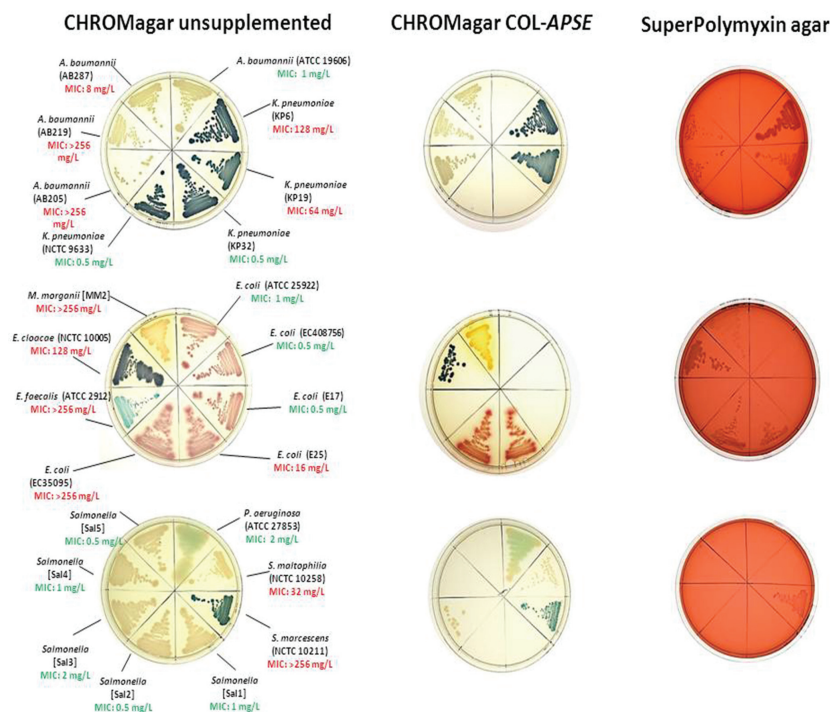 CHROMagar unsupplemented
CHROMagar COL-APSE
SuperPolymyxin agar
A. baumannii
(AB287)
MIC: 8 mg/L
A. baumannii (ATCC 19606)
MIC: 1 mg/L
A. baumannii
(AB219)
MIC: >256
mg/L
K. pneumoniae
(KP6)
MIC: 128 mg/L
A. baumannii
(AB205)
MIC: >256
mg/L
K. pneumoniae
(KP19)
MIC: 64 mg/L
K. pneumoniae
(NCTC 9633)
MIC: 0.5 mg/L
K. pneumoniae
(KP32)
MIC: 0.5 mg/L
M. morganii [MM2]
MIC: >256 mg/L
E. coli (ATCC 25922)
MIC: 1 mg/L
E. cloacae (NCTC 10005)
MIC: 128 mg/L
E. coli (EC408756)
MIC: 0.5 mg/L
E. faecalis (ATCC 2912)
MIC: >256 mg/L
E. coli (E17)
MIC: 0.5 mg/L
E. coli
(EC35095)
MIC: >256 mg/L
E. coli (E25)
MIC: 16 mg/L
Salmonella
[Sal5]
MIC: 0.5 mg/L
P. aeruginosa
(ATCC 27853)
MIC: 2 mg/L
Salmonella
[Sal4]
MIC: 1 mg/L
S. maltophilia
(NCTC 10258)
MIC: 32 mg/L
Salmonella
[Sal3]
MIC: 2 mg/L
S. marcescens
(NCTC 10211)
MIC: >256 mg/L
Salmonella
[Sal2]
MIC: 0.5 mg/L
Salmonella
[Sal1]
MIC: 1 mg/L